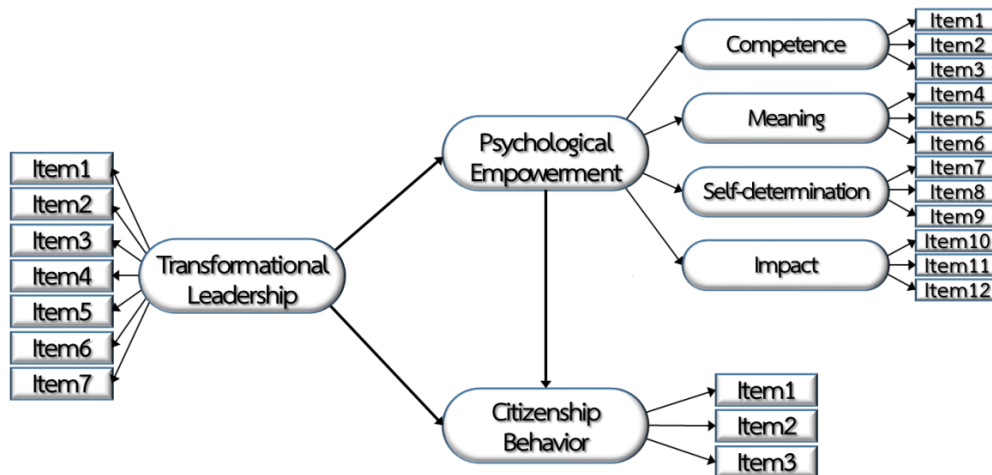 Item1
Item2
Item3
Item4
Item5
Item6
Item7
Transformational
Leadership
Psychological
Empowerment
Competence
Item1
Item2
Item3
Meaning
Item4
Item5
Item6
Self-determination
Item7
Item8
Item9
Impact
Item10
Item11
Item12
Citizenship
Behavior
Item1
Item2
Item3